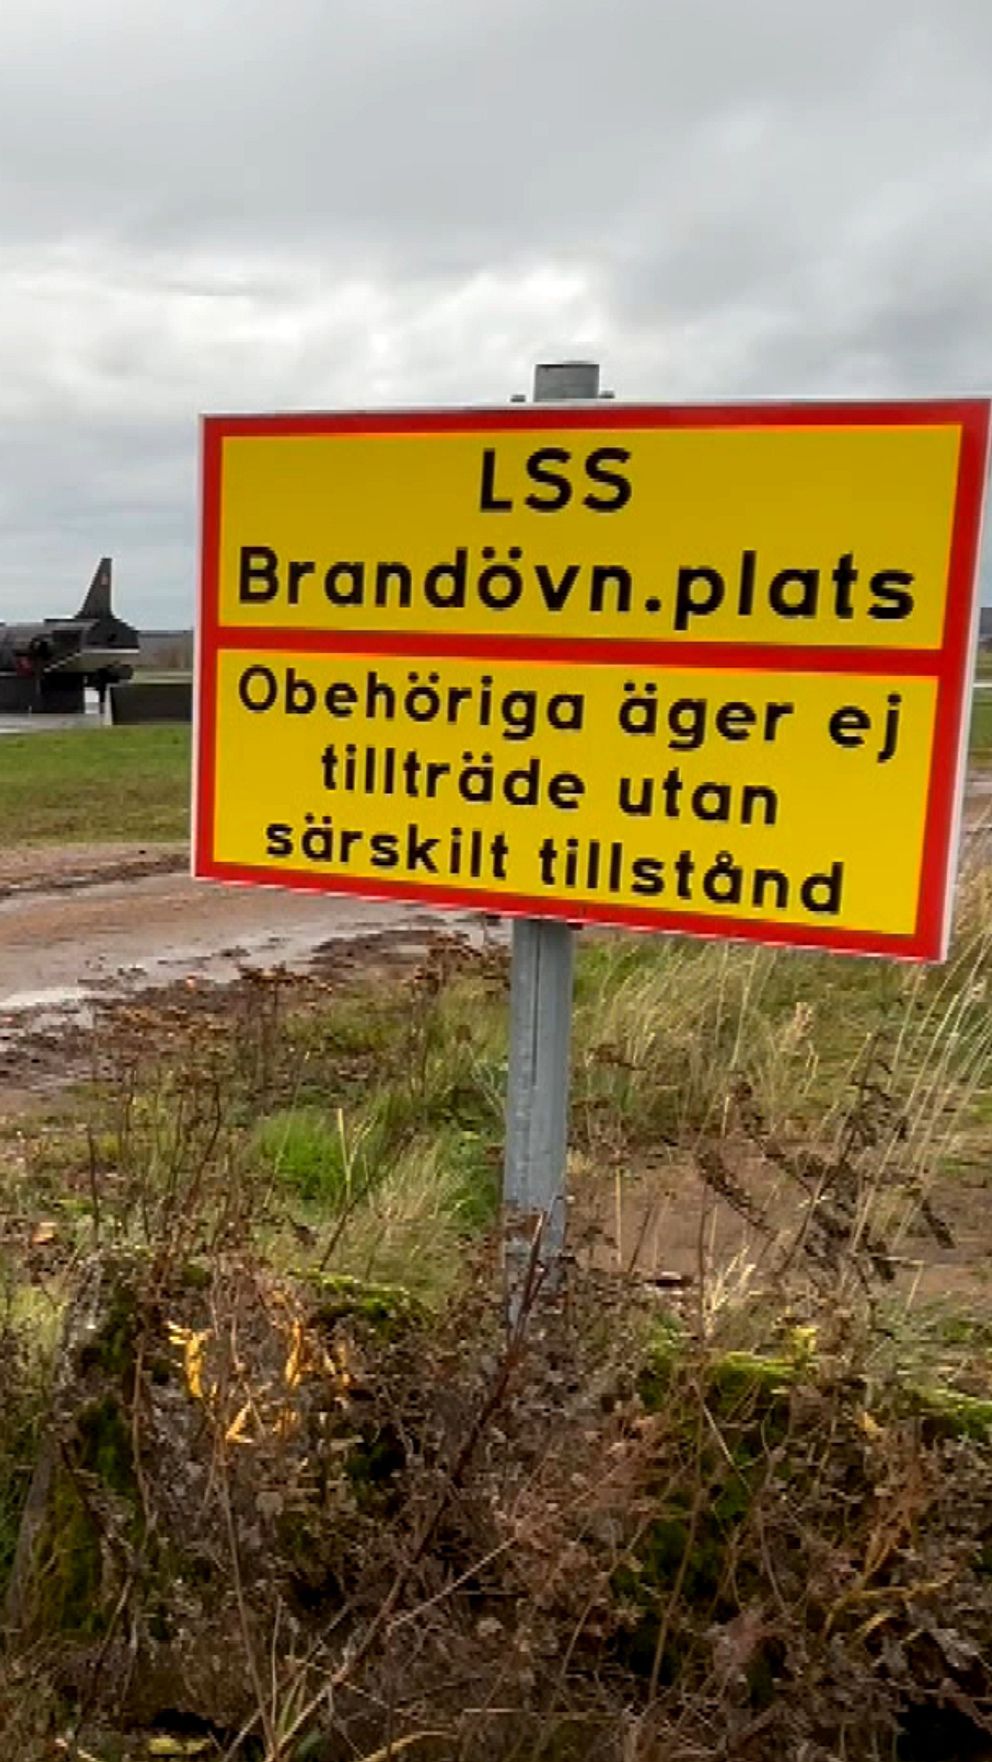 LSS
Brandövn.plats
Obehöriga äger ej
tillträde utan
särskilt tillstånd